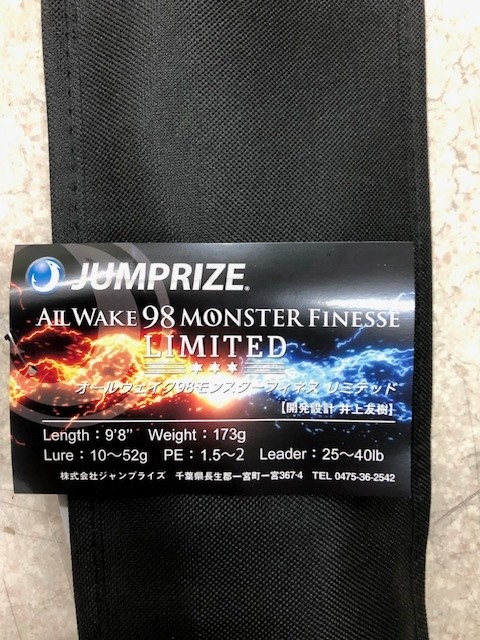 JUMPRIZE®
ALL WAKE 98 MONSTER FINESSE
LIMITED
オールウェイク98モンスターフィネス リミテッド
【開発設計 井上友樹】
Length：9'8” Weight：173g
Lure：10～52g PE：1.5～2 Leader：25～40lb
株式会社ジャンプライズ 千葉県長生郡一宮町一宮367-4 TEL 0475-36-2542